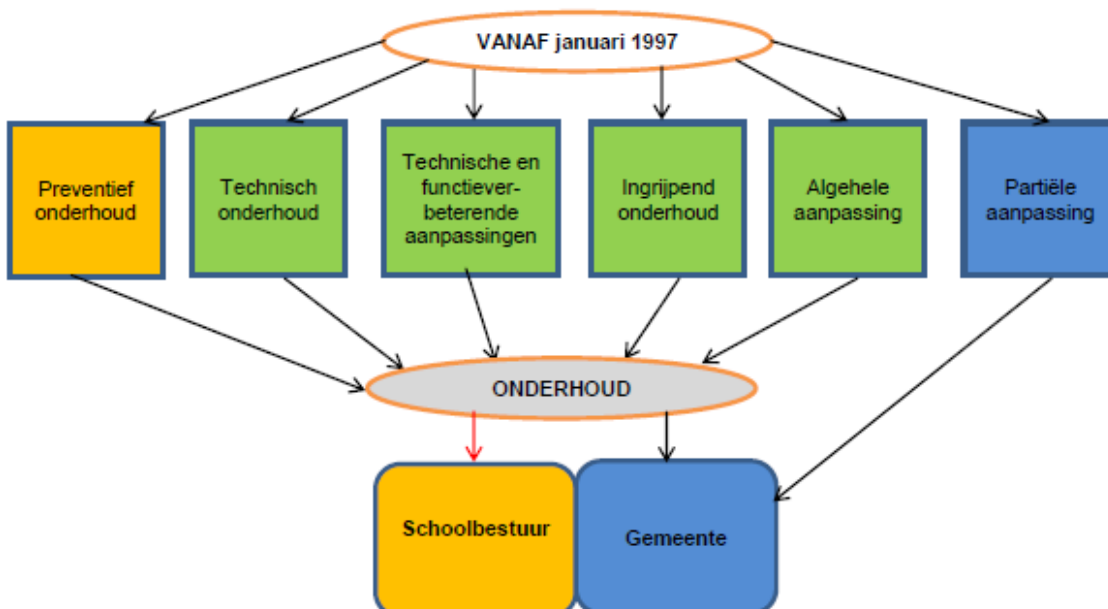 VANAF januari 1997
Preventief
onderhoud
Technisch
onderhoud
Technische en
functiever-
beterende
aanpassingen
Ingrijpend
onderhoud
Algehele
aanpassing
Partiële
aanpassing
ONDERHOUD
Schoolbestuur
Gemeente